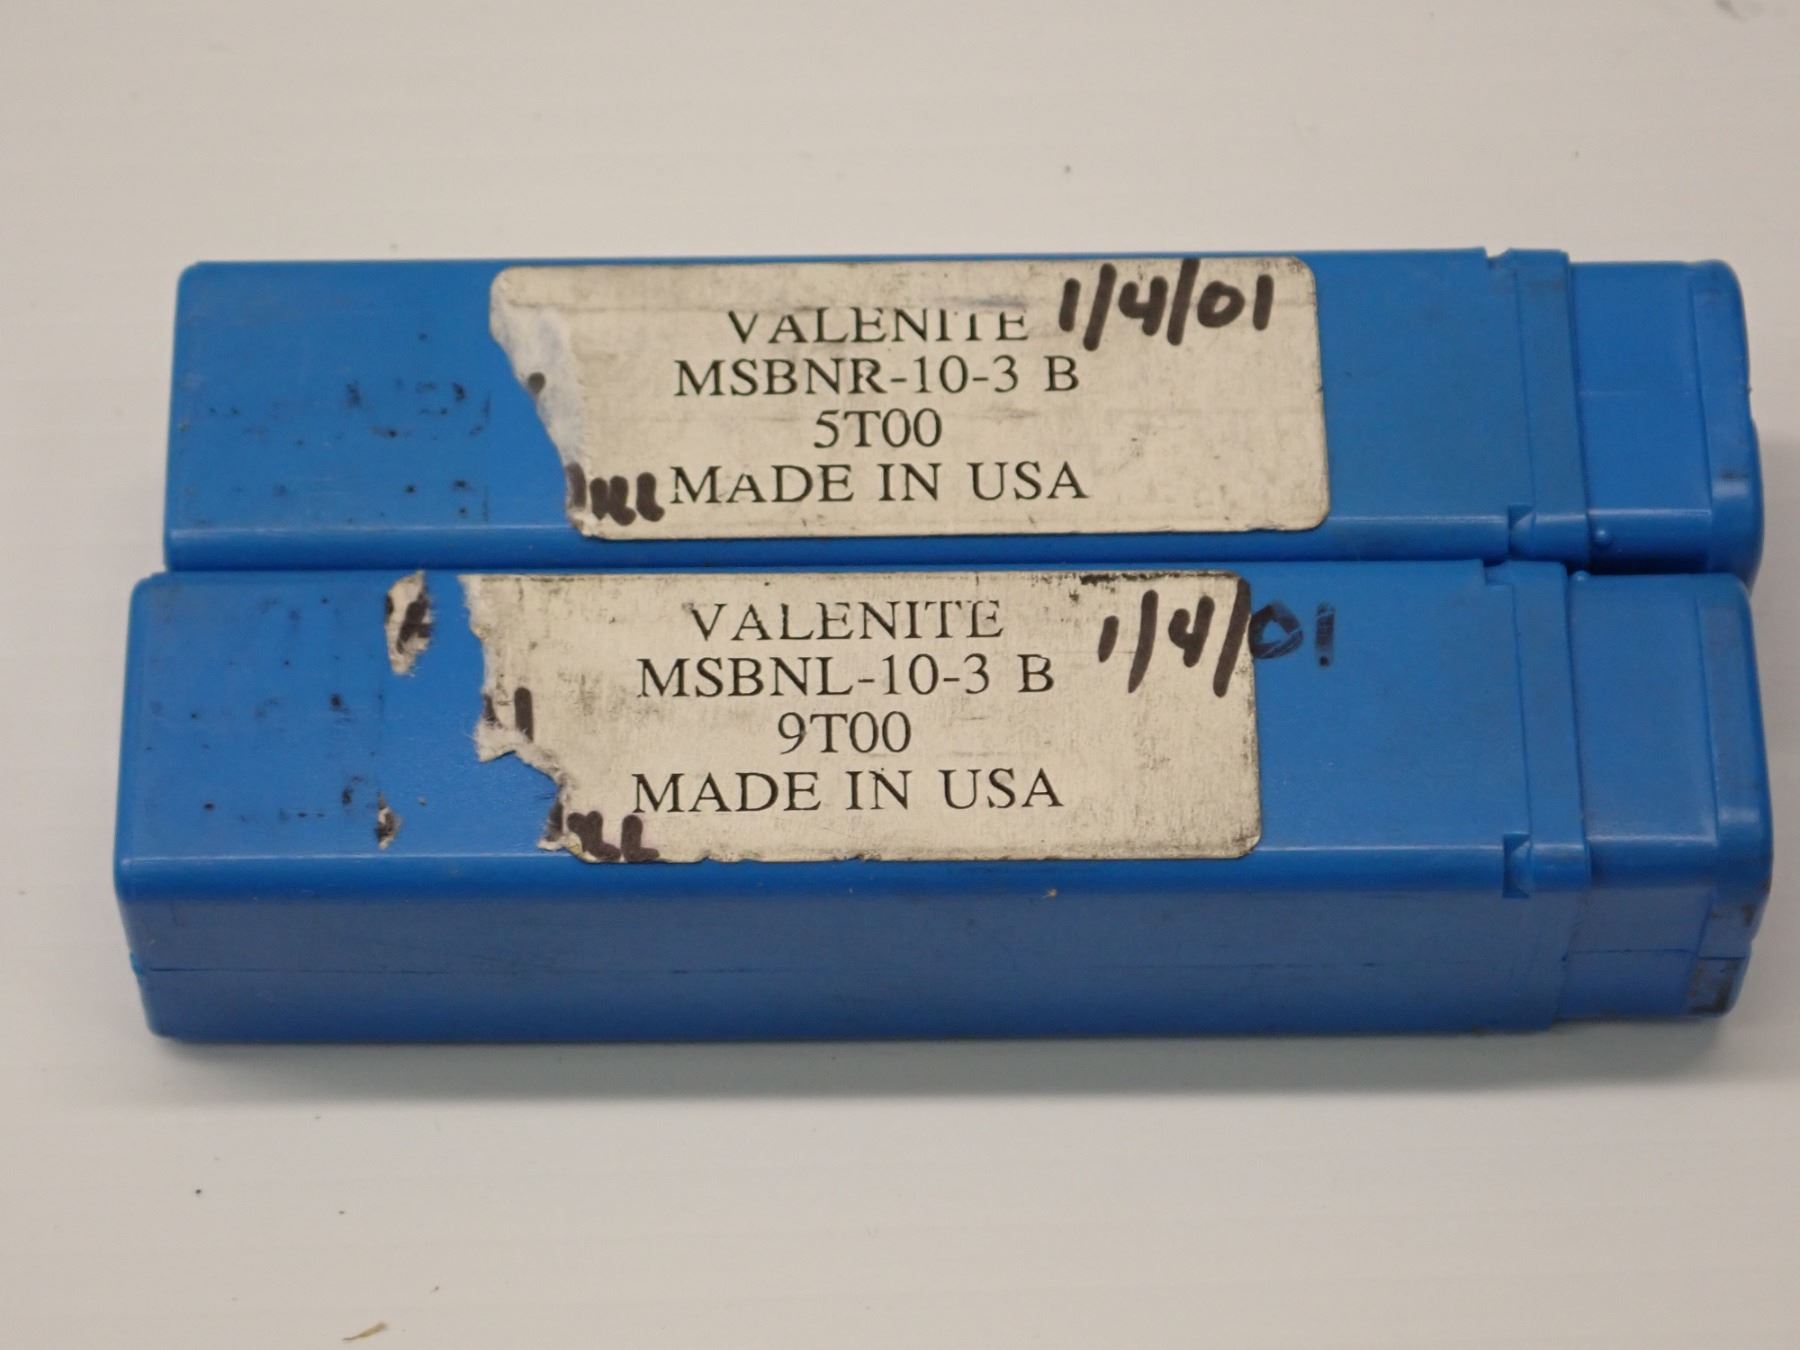 VALENITE 1/4/01
MSBNR-10-3 B
5T00
MADE IN USA
VALENITE 1/4/01
MSBNL-10-3 B
9T00
MADE IN USA